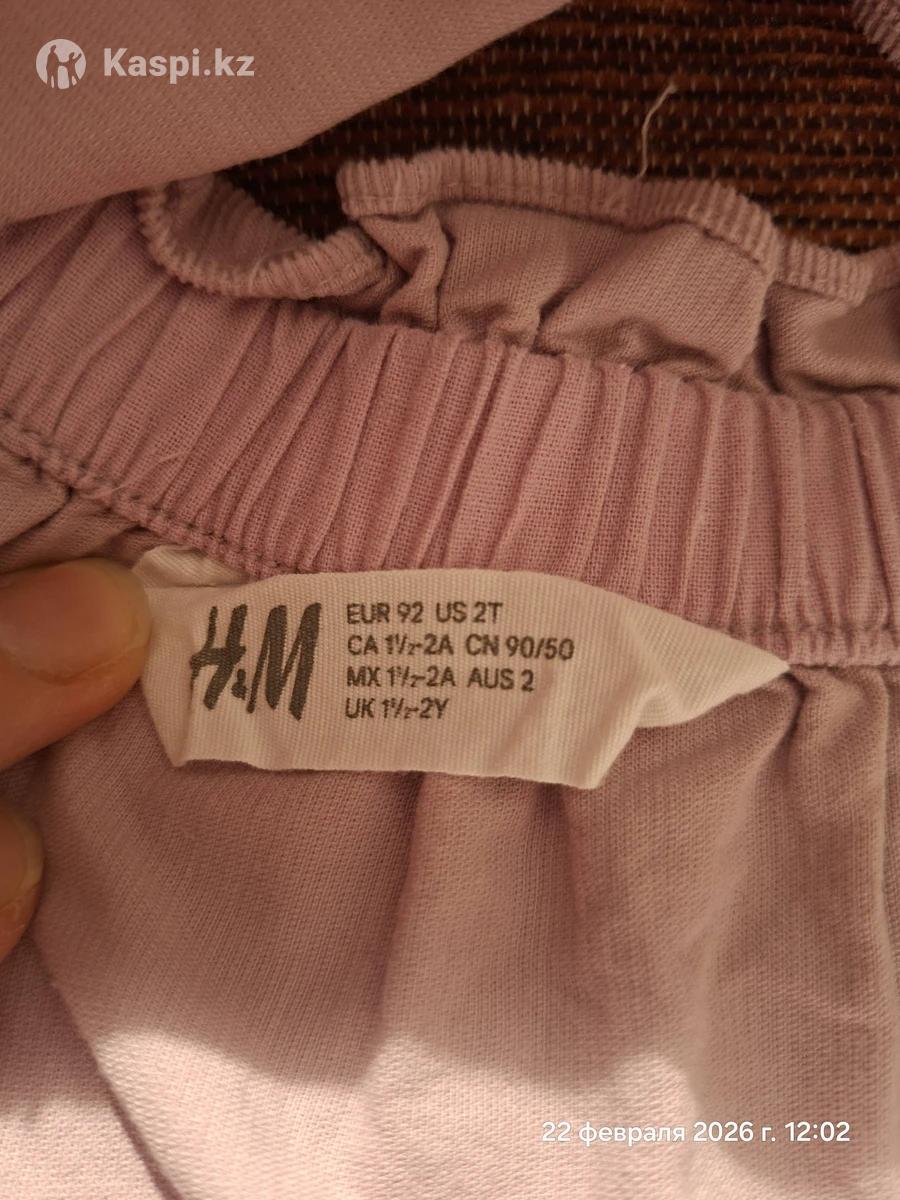 Kaspi.kz
H&M
EUR 92 US 2T
CA 1½-2A CN 90/50
MX 1½-2A AUS 2
UK 1½-2Y
22 февраля 2026 г. 12:02